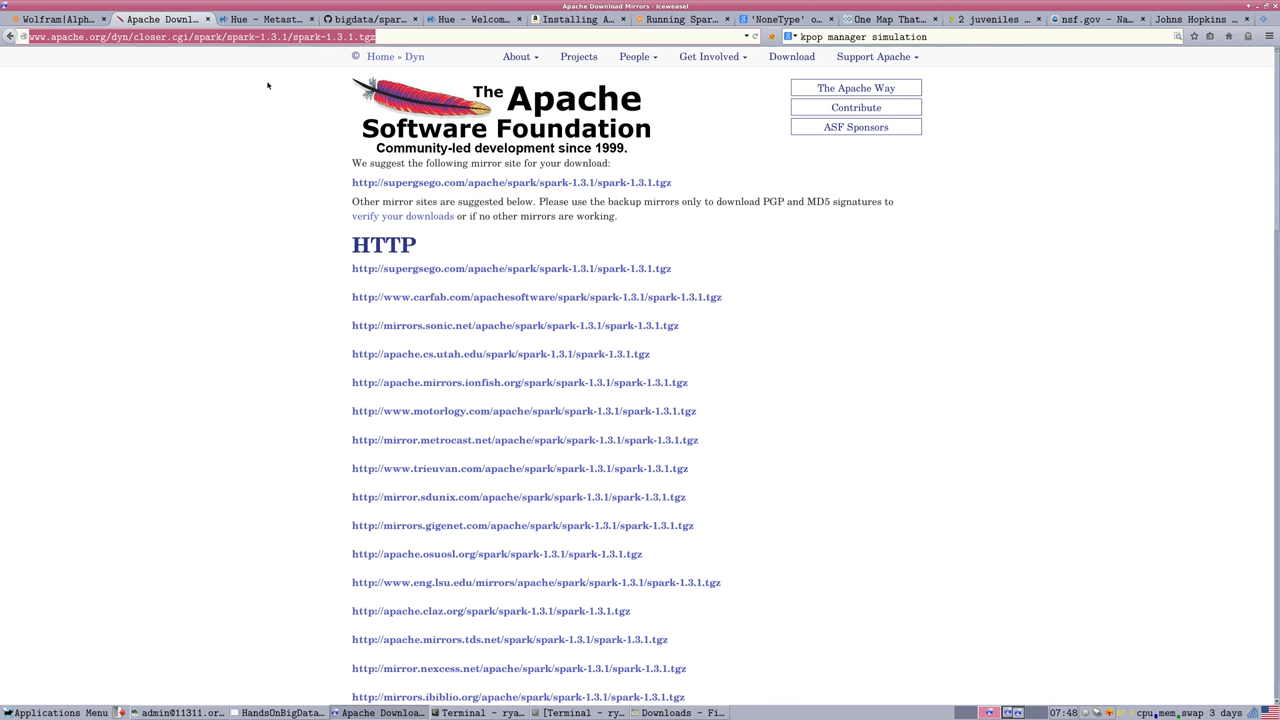 Apache Download Mirrors - Iceweasel
Wolfram|Alph...
Apache Downl...
Hue - Metast...
bigdata/spar...
Hue - Welcom...
Installing A...
Running Spar...
'NoneType' o...
One Map That...
2 juveniles ...
nsf.gov - Na...
Johns Hopkins ...
www.apache.org/dyn/closer.cgi/spark/spark-1.3.1/spark-1.3.1.tgz
kpop manager simulation
© Home » Dyn
About
Projects
People
Get Involved
Download
Support Apache
The Apache
Software Foundation
Community-led development since 1999.
The Apache Way
Contribute
ASF Sponsors
We suggest the following mirror site for your download:
http://supergsego.com/apache/spark/spark-1.3.1/spark-1.3.1.tgz
Other mirror sites are suggested below. Please use the backup mirrors only to download PGP and MD5 signatures to
verify your downloads or if no other mirrors are working.
HTTP
http://supergsego.com/apache/spark/spark-1.3.1/spark-1.3.1.tgz
http://www.carfab.com/apachesoftware/spark/spark-1.3.1/spark-1.3.1.tgz
http://mirrors.sonic.net/apache/spark/spark-1.3.1/spark-1.3.1.tgz
http://apache.cs.utah.edu/spark/spark-1.3.1/spark-1.3.1.tgz
http://apache.mirrors.ionfish.org/spark/spark-1.3.1/spark-1.3.1.tgz
http://www.motorlogy.com/apache/spark/spark-1.3.1/spark-1.3.1.tgz
http://mirror.metrocast.net/apache/spark/spark-1.3.1/spark-1.3.1.tgz
http://www.trieuvan.com/apache/spark/spark-1.3.1/spark-1.3.1.tgz
http://mirror.sdunix.com/apache/spark/spark-1.3.1/spark-1.3.1.tgz
http://mirrors.gigenet.com/apache/spark/spark-1.3.1/spark-1.3.1.tgz
http://apache.osuosl.org/spark/spark-1.3.1/spark-1.3.1.tgz
http://www.eng.lsu.edu/mirrors/apache/spark/spark-1.3.1/spark-1.3.1.tgz
http://apache.claz.org/spark/spark-1.3.1/spark-1.3.1.tgz
http://apache.mirrors.tds.net/spark/spark-1.3.1/spark-1.3.1.tgz
http://mirror.nexcess.net/apache/spark/spark-1.3.1/spark-1.3.1.tgz
http://mirrors.ibiblio.org/apache/spark/spark-1.3.1/spark-1.3.1.tgz
Applications Menu
admin@11311.or...
HandsOnBigData...
Apache Downloa...
Terminal - rya...
[Terminal - ry...
Downloads - Fi...
07:48
cpu mem swap 3 days